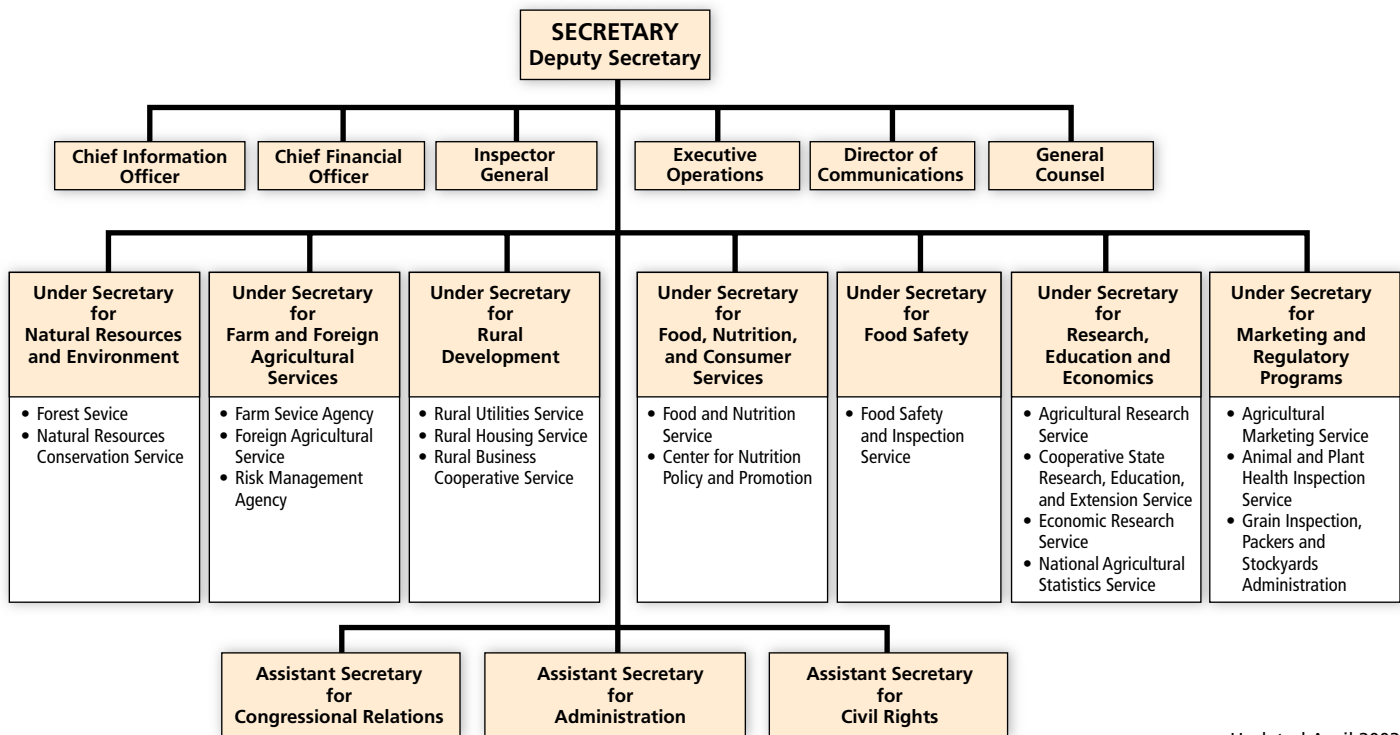 SECRETARY
Deputy Secretary
Chief Information
Officer
Chief Financial
Officer
Inspector
General
Executive
Operations
Director of
Communications
General
Counsel
Under Secretary
for
Natural Resources
and Environment
• Forest Sevice
• Natural Resources
Conservation Service
Under Secretary
for
Farm and Foreign
Agricultural
Services
• Farm Sevice Agency
• Foreign Agricultural
Service
• Risk Management
Agency
Under Secretary
for
Rural
Development
• Rural Utilities Service
• Rural Housing Service
• Rural Business
Cooperative Service
Under Secretary
for
Food, Nutrition,
and Consumer
Services
• Food and Nutrition
Service
• Center for Nutrition
Policy and Promotion
Under Secretary
for
Food Safety
• Food Safety
and Inspection
Service
Under Secretary
for
Research,
Education and
Economics
• Agricultural Research
Service
• Cooperative State
Research, Education,
and Extension Service
• Economic Research
Service
• National Agricultural
Statistics Service
Under Secretary
for
Marketing and
Regulatory
Programs
• Agricultural
Marketing Service
• Animal and Plant
Health Inspection
Service
• Grain Inspection,
Packers and
Stockyards
Administration
Assistant Secretary
for
Congressional Relations
Assistant Secretary
for
Administration
Assistant Secretary
for
Civil Rights
Updated April